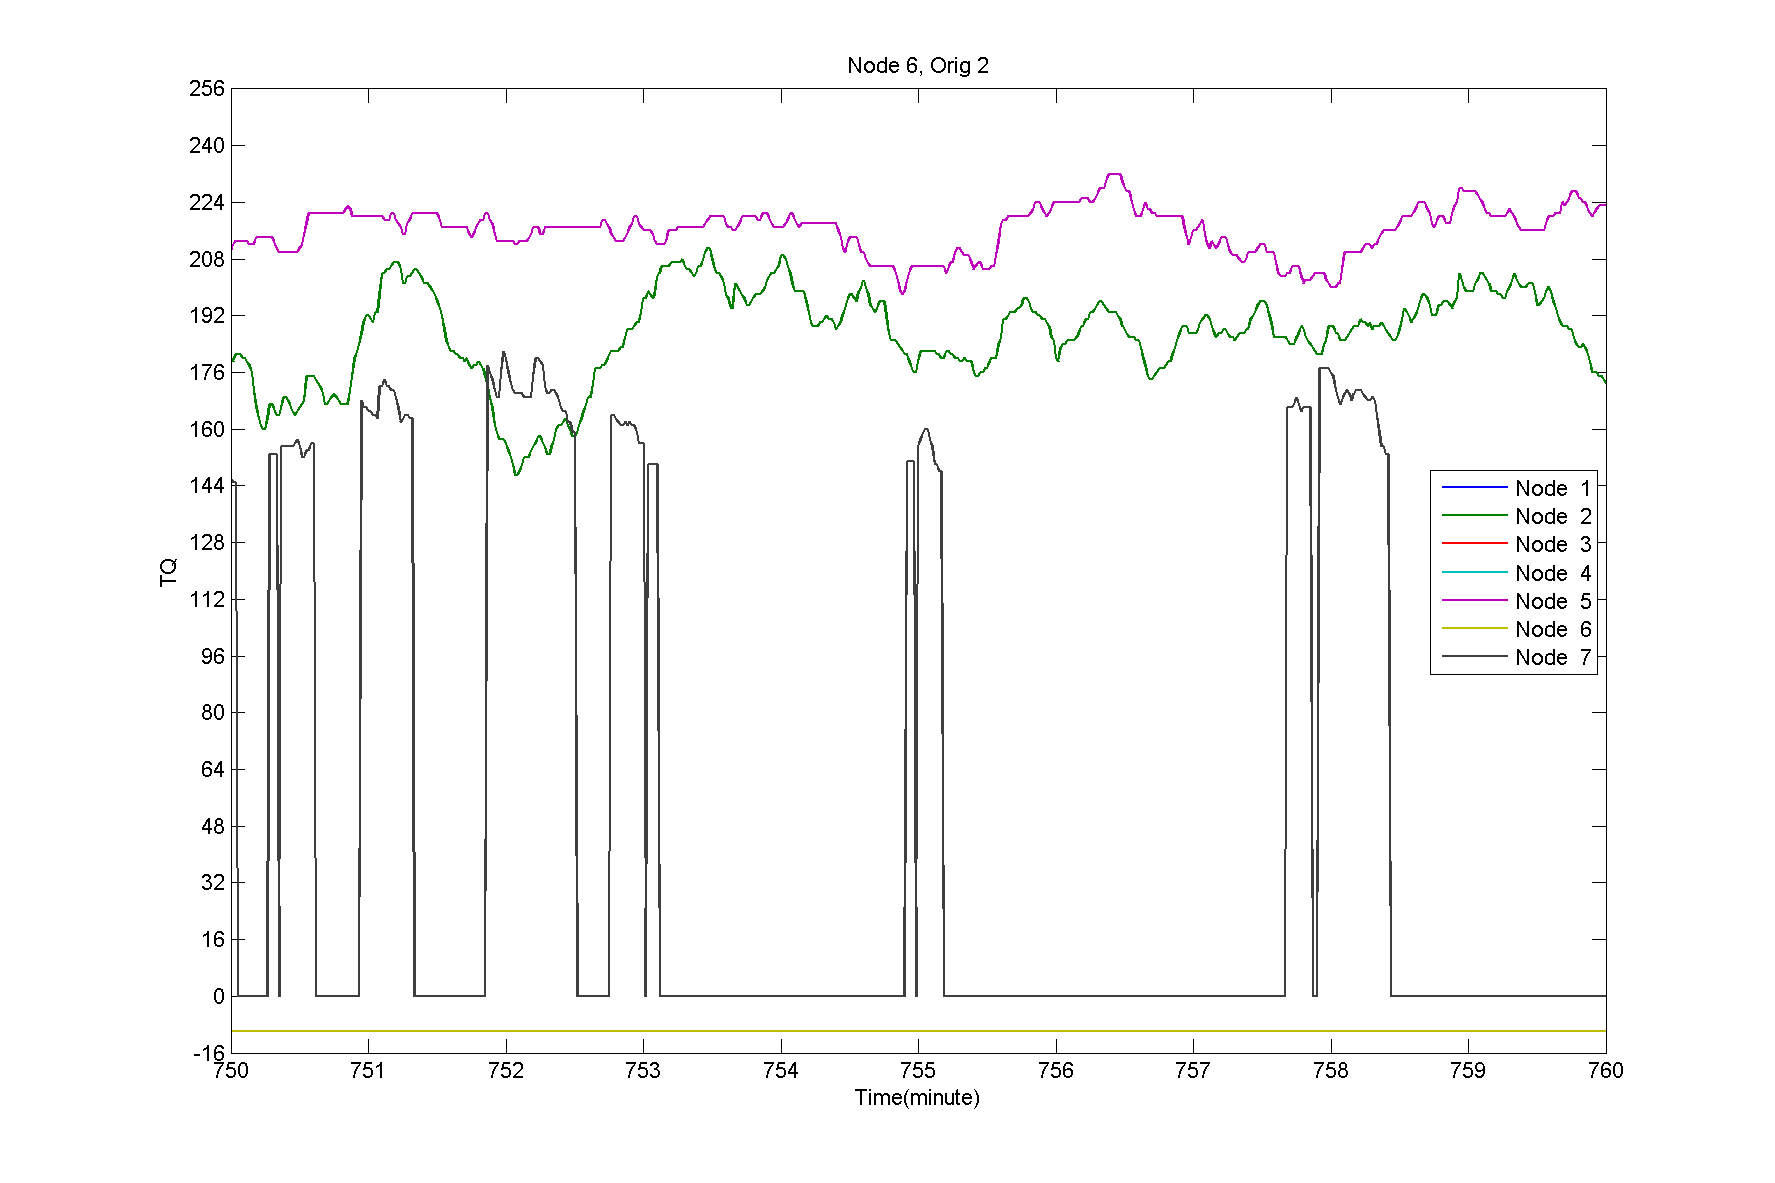 Node 6, Orig 2
256
240
224
208
192
176
160
144
128
112
96
80
64
48
32
16
0
-16
TQ
Node 1
Node 2
Node 3
Node 4
Node 5
Node 6
Node 7
750 751 752 753 754 755 756 757 758 759 760
Time(minute)